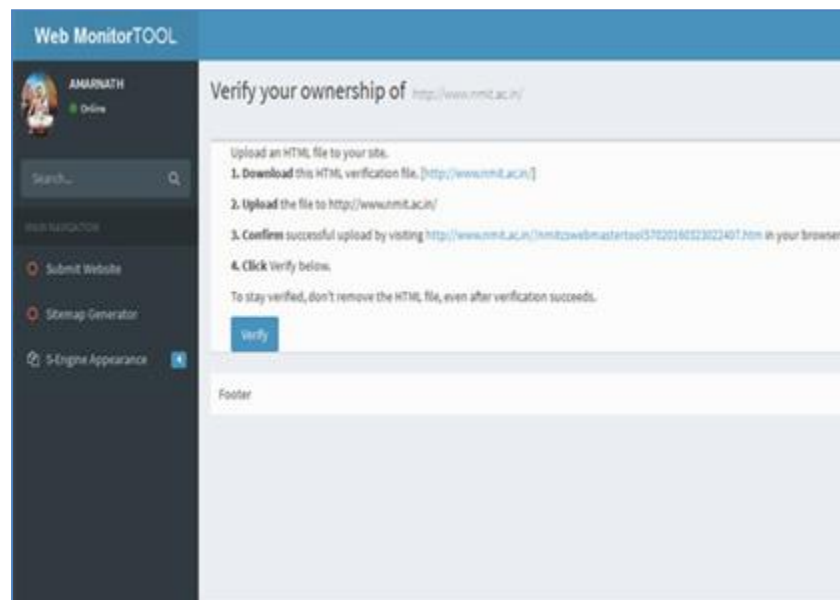 Web MonitorTOOL
AMARNATH
Online
Search...
MAIN NAVIGATION
Submit Website
Sitemap Generator
S-Engine Appearance
Verify your ownership of http://www.nmit.ac.in/
Upload an HTML file to your site.
1. Download this HTML verification file. [http://www.nmit.ac.in/]
2. Upload the file to http://www.nmit.ac.in/
3. Confirm successful upload by visiting in your browser
4. Click Verify below.
To stay verified, don't remove the HTML file, even after verification succeeds.
Verify
Footer